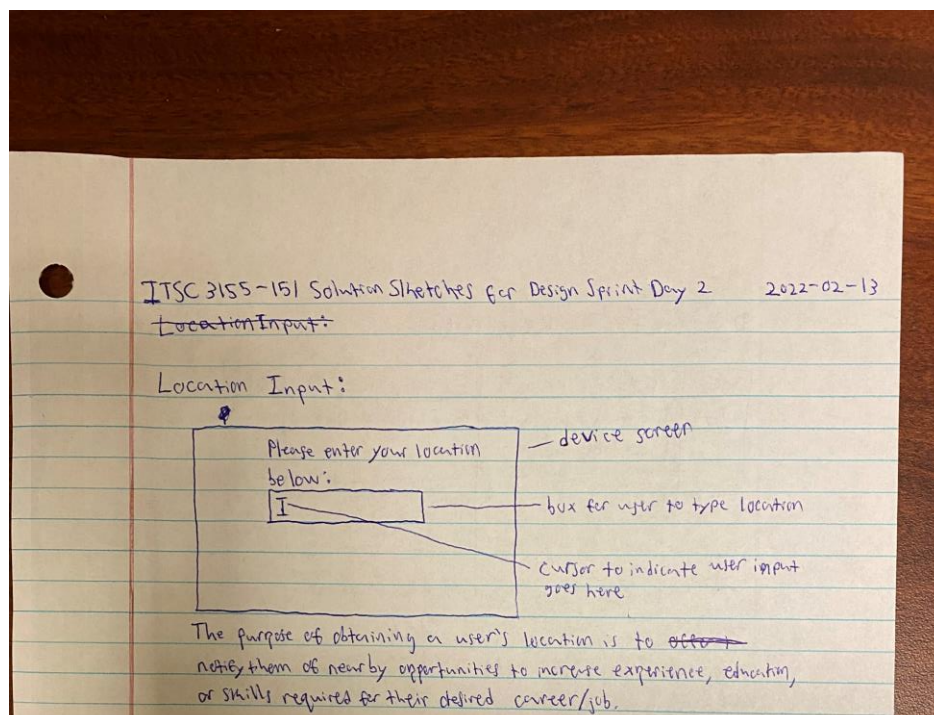 ITSC 3155-151 Solution Sketches for Design Sprint Day 2 2022-02-13
Location Input:
Location Input:
Please enter your location
below:
device screen
box for user to type location
cursor to indicate user input
goes here
The purpose of obtaining a user's location is to
notify them of nearby opportunities to increase experience, education,
or skills required for their desired career/job.